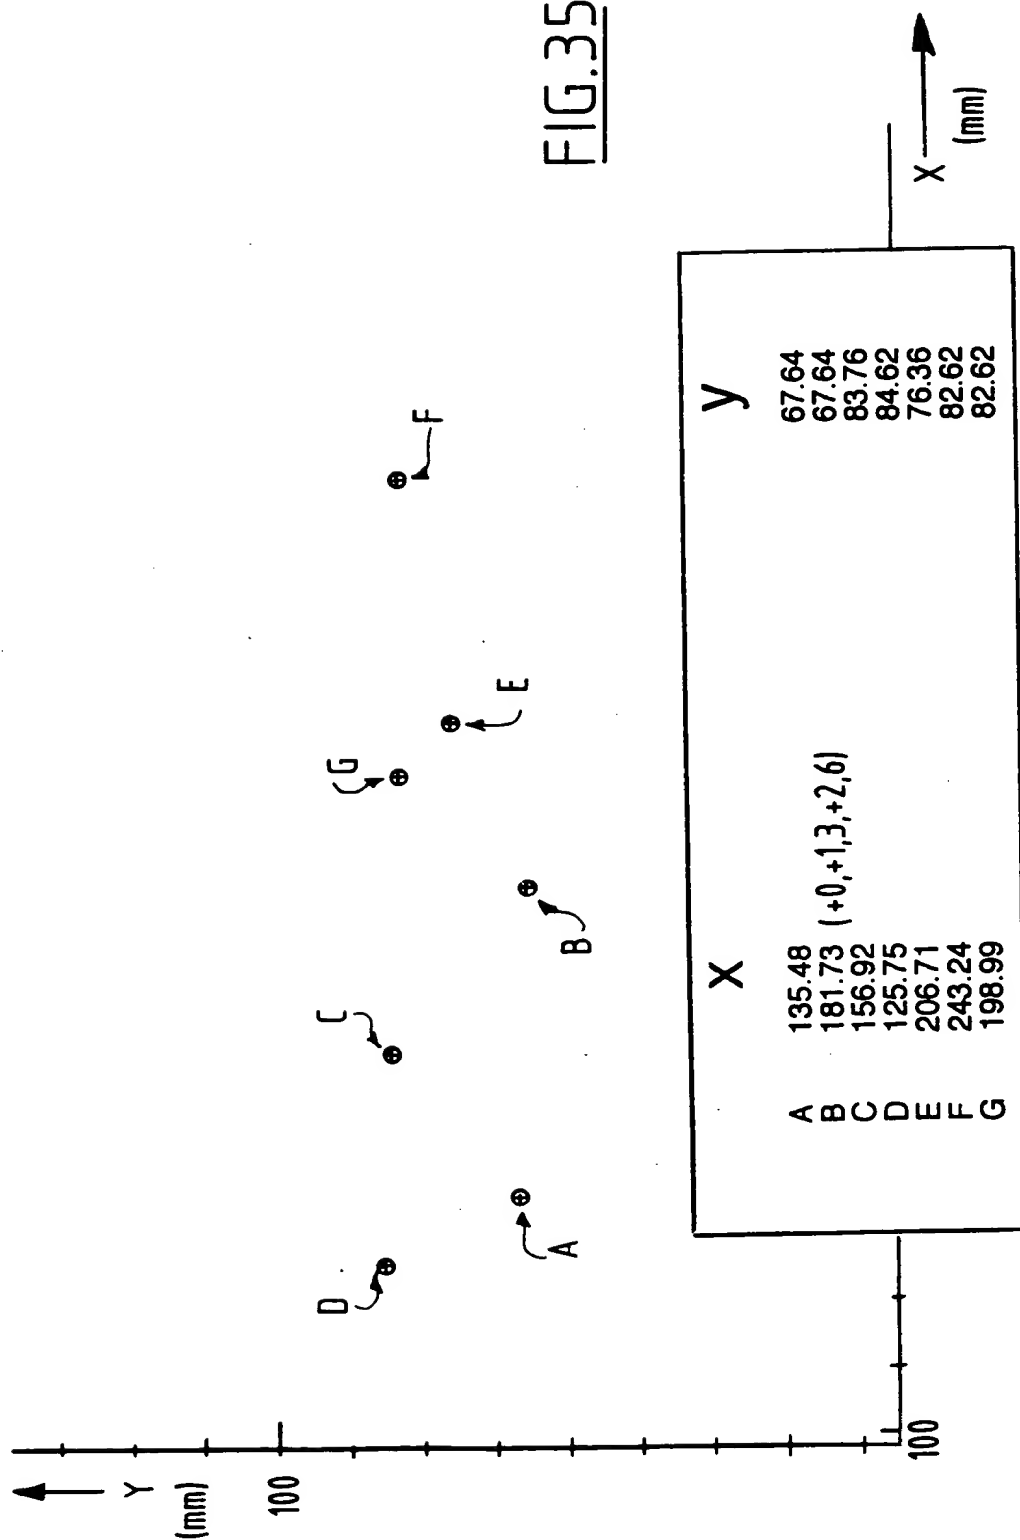 Y
(mm)
100
D
C
G
F
A
B
E
FIG.35
100
X
(mm)
X y
A 135.48 67.64
B 181.73 (+0,+1,3,+2,6) 67.64
C 156.92 83.76
D 125.75 84.62
E 206.71 76.36
F 243.24 82.62
G 198.99 82.62